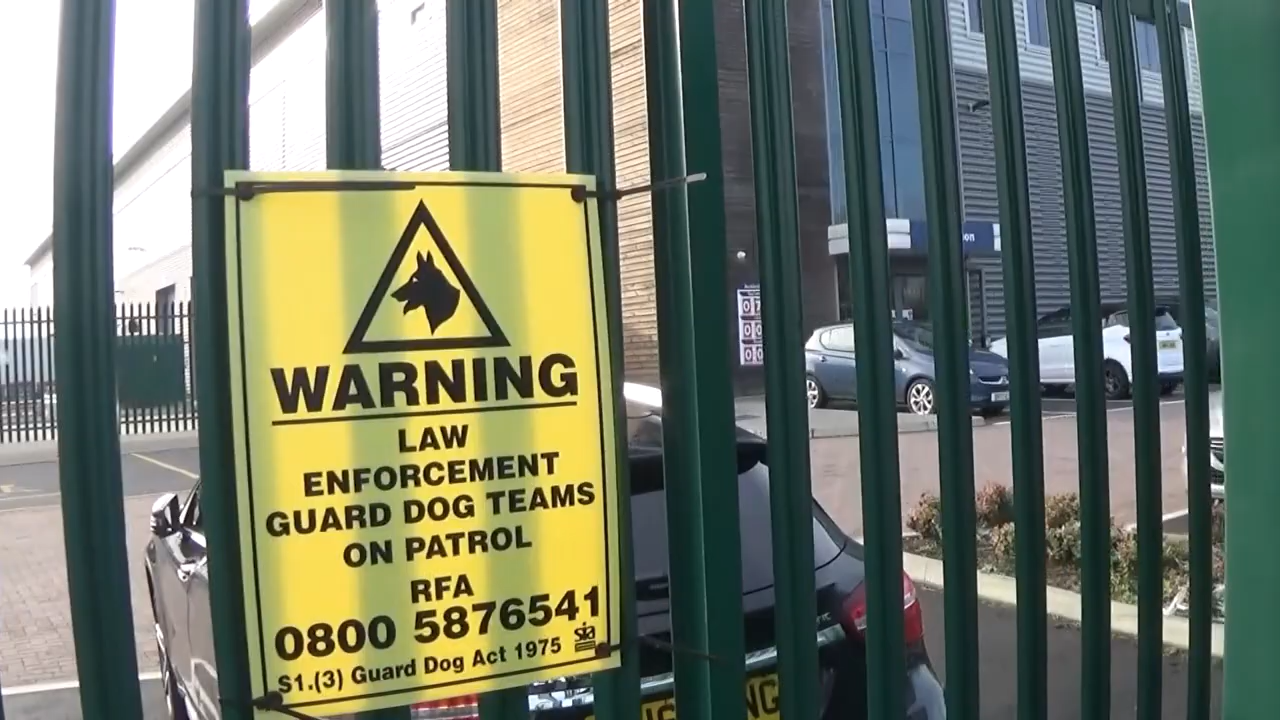 WARNING
LAW
ENFORCEMENT
GUARD DOG TEAMS
ON PATROL
RFA
0800 5876541
S1.(3) Guard Dog Act 1975
sia